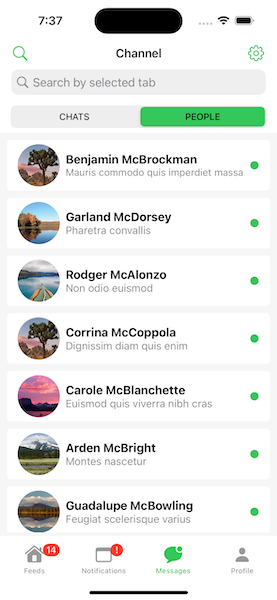 7:37
Channel
Search by selected tab
CHATS
PEOPLE
Benjamin McBrockman
Mauris commodo quis imperdiet massa
Garland McDorsey
Pharetra convallis
Rodger McAlonzo
Non odio euismod
Corrina McCoppola
Dignissim diam quis enim
Carole McBlanchette
Euismod quis viverra nibh cras
Arden McBright
Montes nascetur
Guadalupe McBowling
Feugiat scelerisque varius
14
!
Feeds
Notifications
Messages
Profile